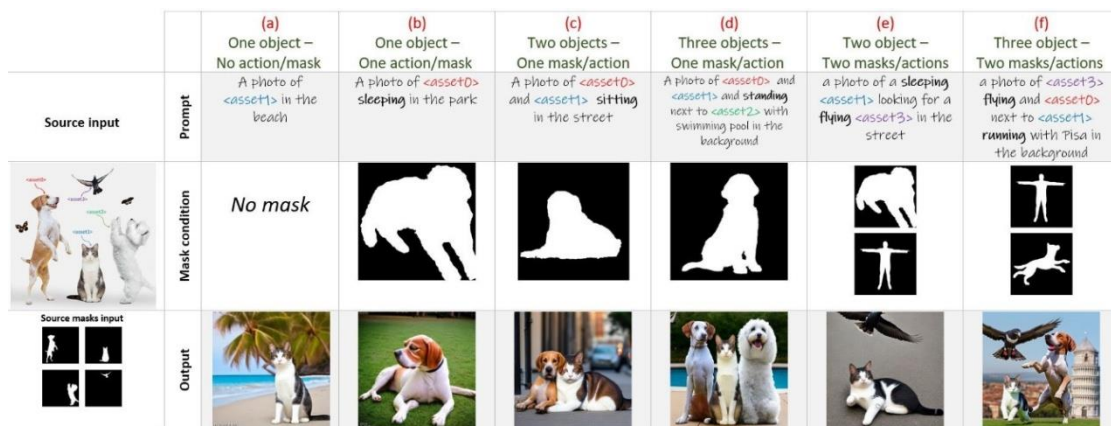 (a)
One object –
No action/mask
(b)
One object –
One action/mask
(c)
Two objects –
One mask/action
(d)
Three objects –
One mask/action
(e)
Two object –
Two masks/actions
(f)
Three object –
Two masks/actions
Source input
Prompt
A photo of
<asset1> in the
beach
A photo of <asset0>
sleeping in the park
A photo of <asset0>
and <asset1> sitting
in the street
A photo of <asset0> and
<asset1> and standing
next to <asset2> with
swimming pool in the
background
a photo of a sleeping
<asset1> looking for a
flying <asset3> in the
street
a photo of <asset3>
flying and <asset0>
next to <asset1>
running with Pisa in
the background
Mask condition
No mask
Source masks input
Output